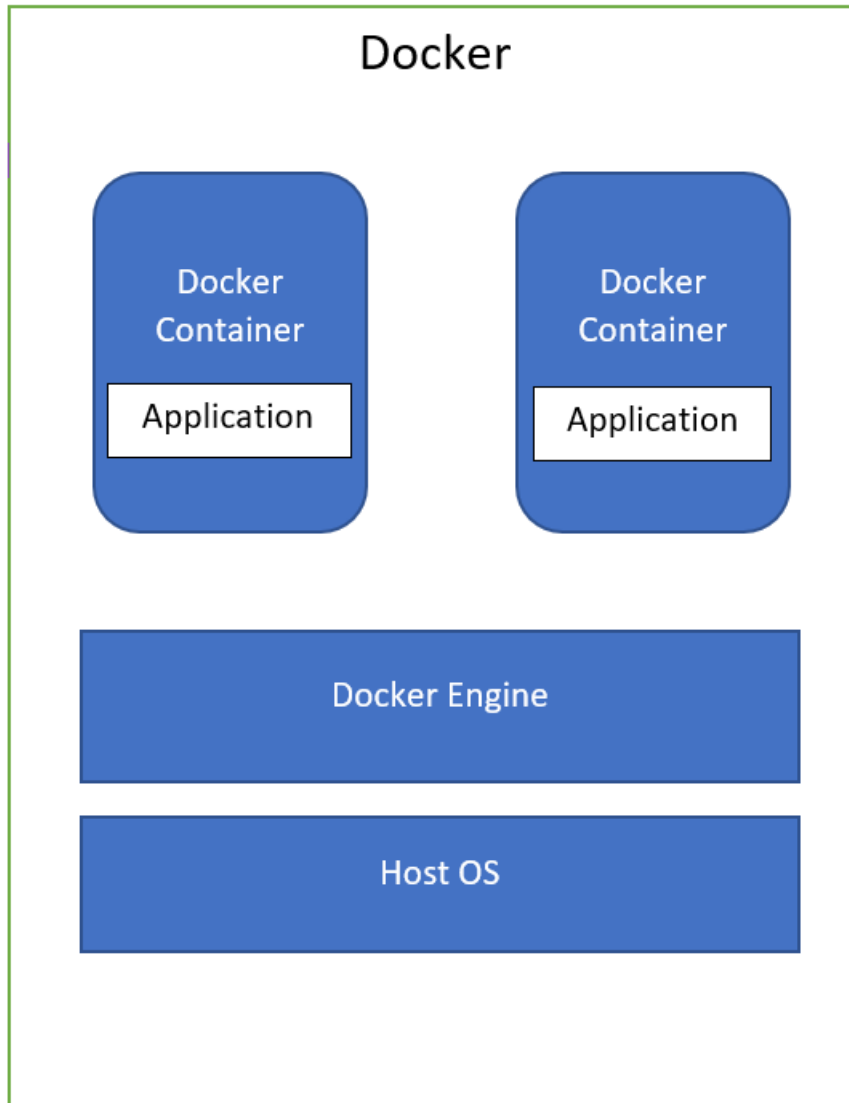 Docker
Docker
Container
Application
Docker
Container
Application
Docker Engine
Host OS